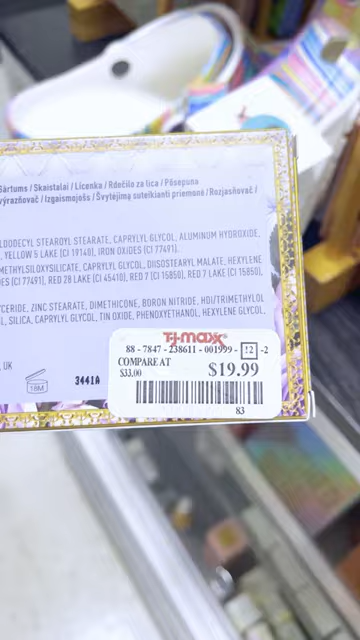 Sārtums / Skaistalai / Licenka / Rdečilo za lica / Põsepuna
výrazňovač / Izgaismojošs / Švytėjimą suteikianti priemonė / Rozjasňovač /
LDODECYL STEAROYL STEARATE, CAPRYLYL GLYCOL, ALUMINUM HYDROXIDE,
, YELLOW 5 LAKE (CI 19140), IRON OXIDES (CI 77491).
METHYLSILOXYSILICATE, CAPRYLYL GLYCOL, DIISOSTEARYL MALATE, HEXYLENE
DES (CI 77491), RED 28 LAKE (CI 45410), RED 7 (CI 15850), RED 7 LAKE (CI 15850),
YCERIDE, ZINC STEARATE, DIMETHICONE, BORON NITRIDE, HDI/TRIMETHYLOL
L, SILICA, CAPRYLYL GLYCOL, TIN OXIDE, PHENOXYETHANOL, HEXYLENE GLYCOL,
, UK
18M
3441A
T·J·maxx
88 - 7847 - 238611 - 001999 - 12 -2
COMPARE AT
$33.00
$19.99
83